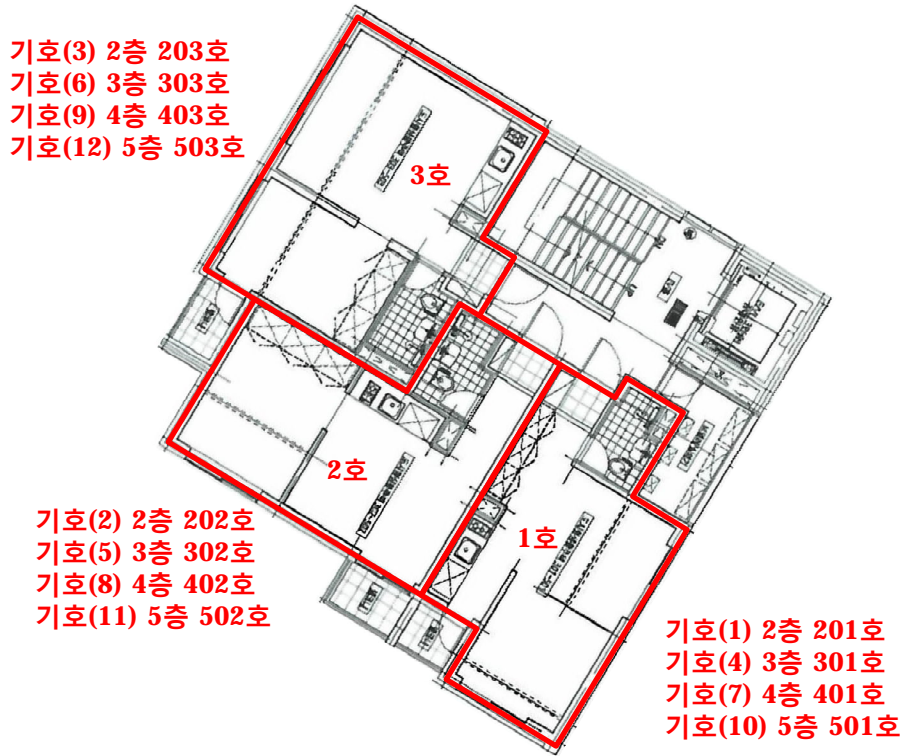 기호(3) 2층 203호
기호(6) 3층 303호
기호(9) 4층 403호
기호(12) 5층 503호
3호
2호
기호(2) 2층 202호
기호(5) 3층 302호
기호(8) 4층 402호
기호(11) 5층 502호
1호
기호(1) 2층 201호
기호(4) 3층 301호
기호(7) 4층 401호
기호(10) 5층 501호